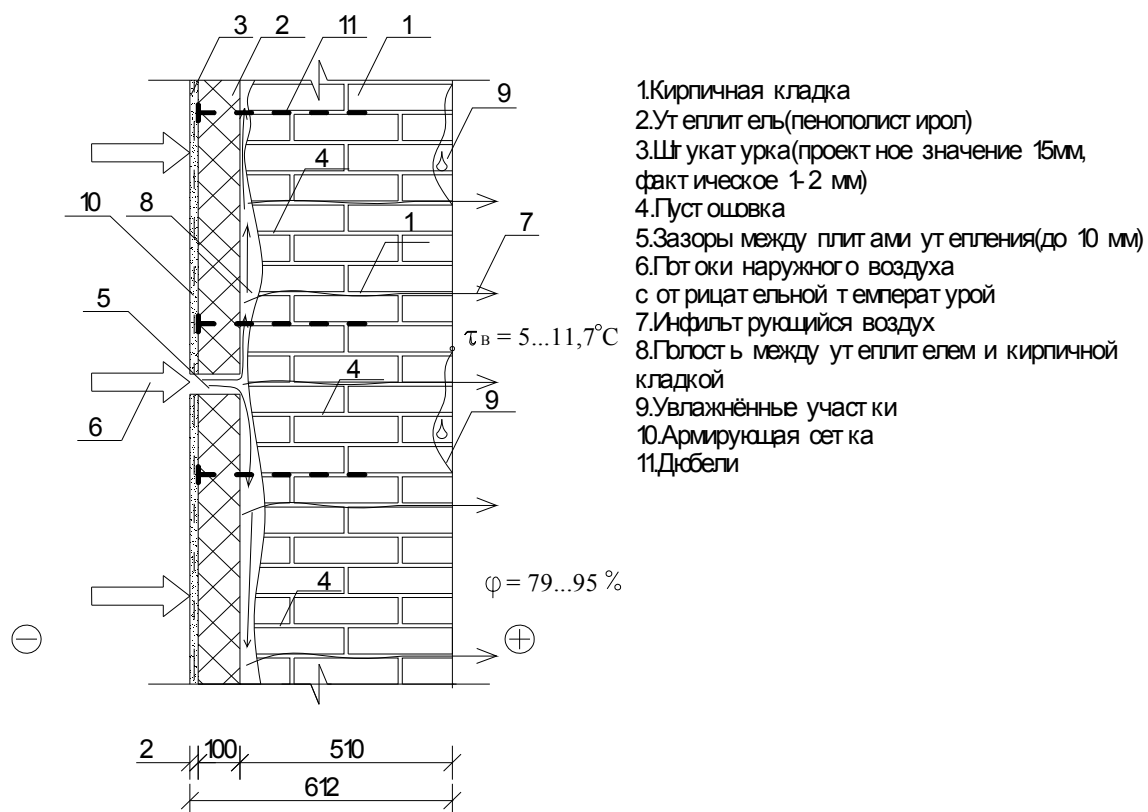 3 2 11 1
9
4
10 8 1 7
5
τв = 5...11,7°C
4
6 9
φ = 79...95 %
4
2 100 510
612
1.Кирпичная кладка
2.Утеплитель(пенополистирол)
3.Штукатурка(проектное значение 15мм,
фактическое 1-2 мм)
4.Пустошовка
5.Зазоры между плитами утепления(до 10 мм)
6.Потоки наружного воздуха
с отрицательной температурой
7.Инфильтрующийся воздух
8.Полость между утеплителем и кирпичной
кладкой
9.Увлажнённые участки
10.Армирующая сетка
11.Дюбели